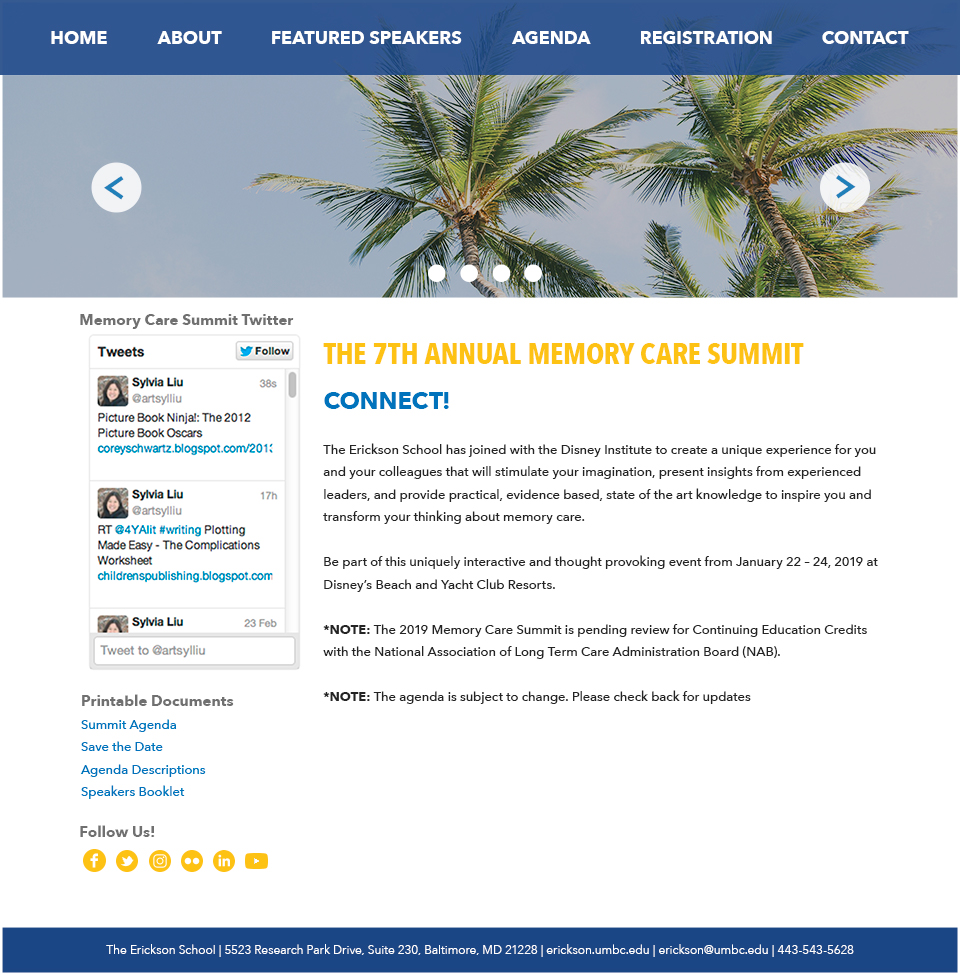 HOME ABOUT FEATURED SPEAKERS AGENDA REGISTRATION CONTACT
Memory Care Summit Twitter
Tweets Follow
Sylvia Liu 38s
@artsylliu
Picture Book Ninja!: The 2012
Picture Book Oscars
coreyschwartz.blogspot.com/2013
Sylvia Liu 17h
@artsylliu
RT @4YAlit #writing Plotting
Made Easy - The Complications
Worksheet
childrenspublishing.blogspot.com
Sylvia Liu 23 Feb
Tweet to @artsylliu
Printable Documents
Summit Agenda
Save the Date
Agenda Descriptions
Speakers Booklet
Follow Us!
THE 7TH ANNUAL MEMORY CARE SUMMIT
CONNECT!
The Erickson School has joined with the Disney Institute to create a unique experience for you
and your colleagues that will stimulate your imagination, present insights from experienced
leaders, and provide practical, evidence based, state of the art knowledge to inspire you and
transform your thinking about memory care.
Be part of this uniquely interactive and thought provoking event from January 22 – 24, 2019 at
Disney’s Beach and Yacht Club Resorts.
*NOTE: The 2019 Memory Care Summit is pending review for Continuing Education Credits
with the National Association of Long Term Care Administration Board (NAB).
*NOTE: The agenda is subject to change. Please check back for updates
The Erickson School | 5523 Research Park Drive, Suite 230, Baltimore, MD 21228 | erickson.umbc.edu | erickson@umbc.edu | 443-543-5628